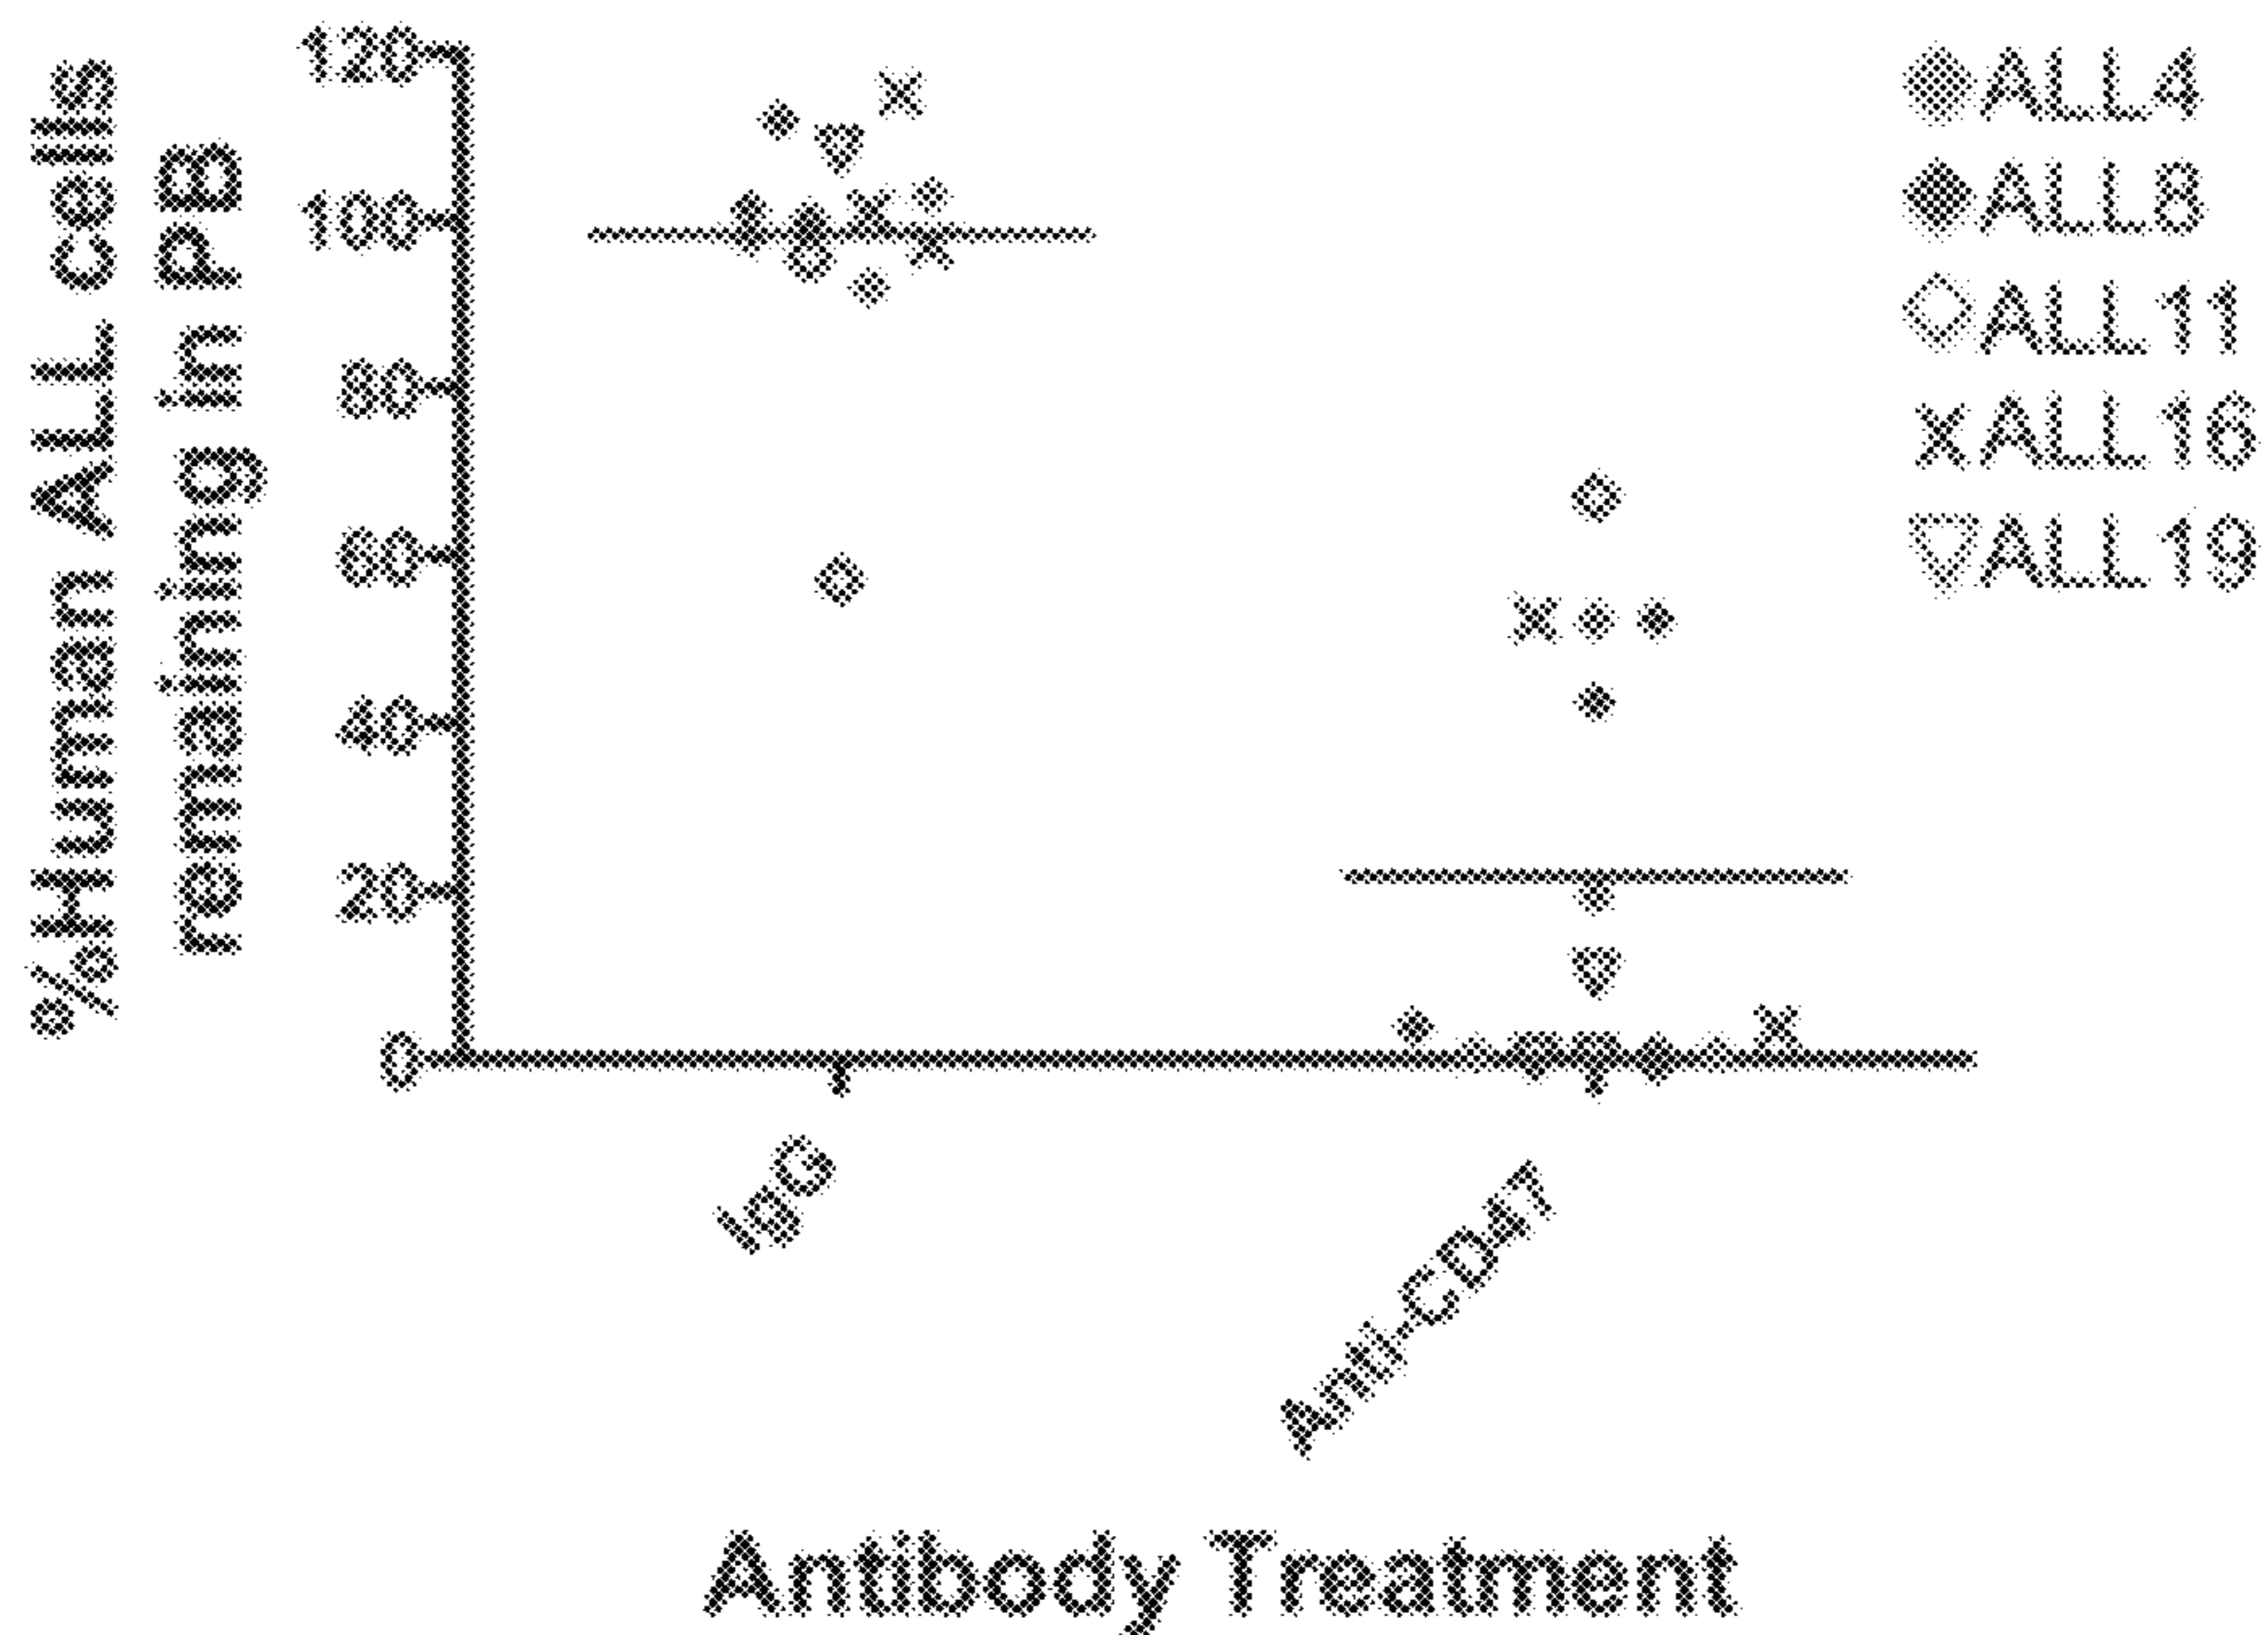 %Human ALL cells
remaining in PB
120
100
80
60
40
20
0
IgG
Anti-CD47
Antibody Treatment
ALL4
ALL8
ALL11
ALL16
ALL19